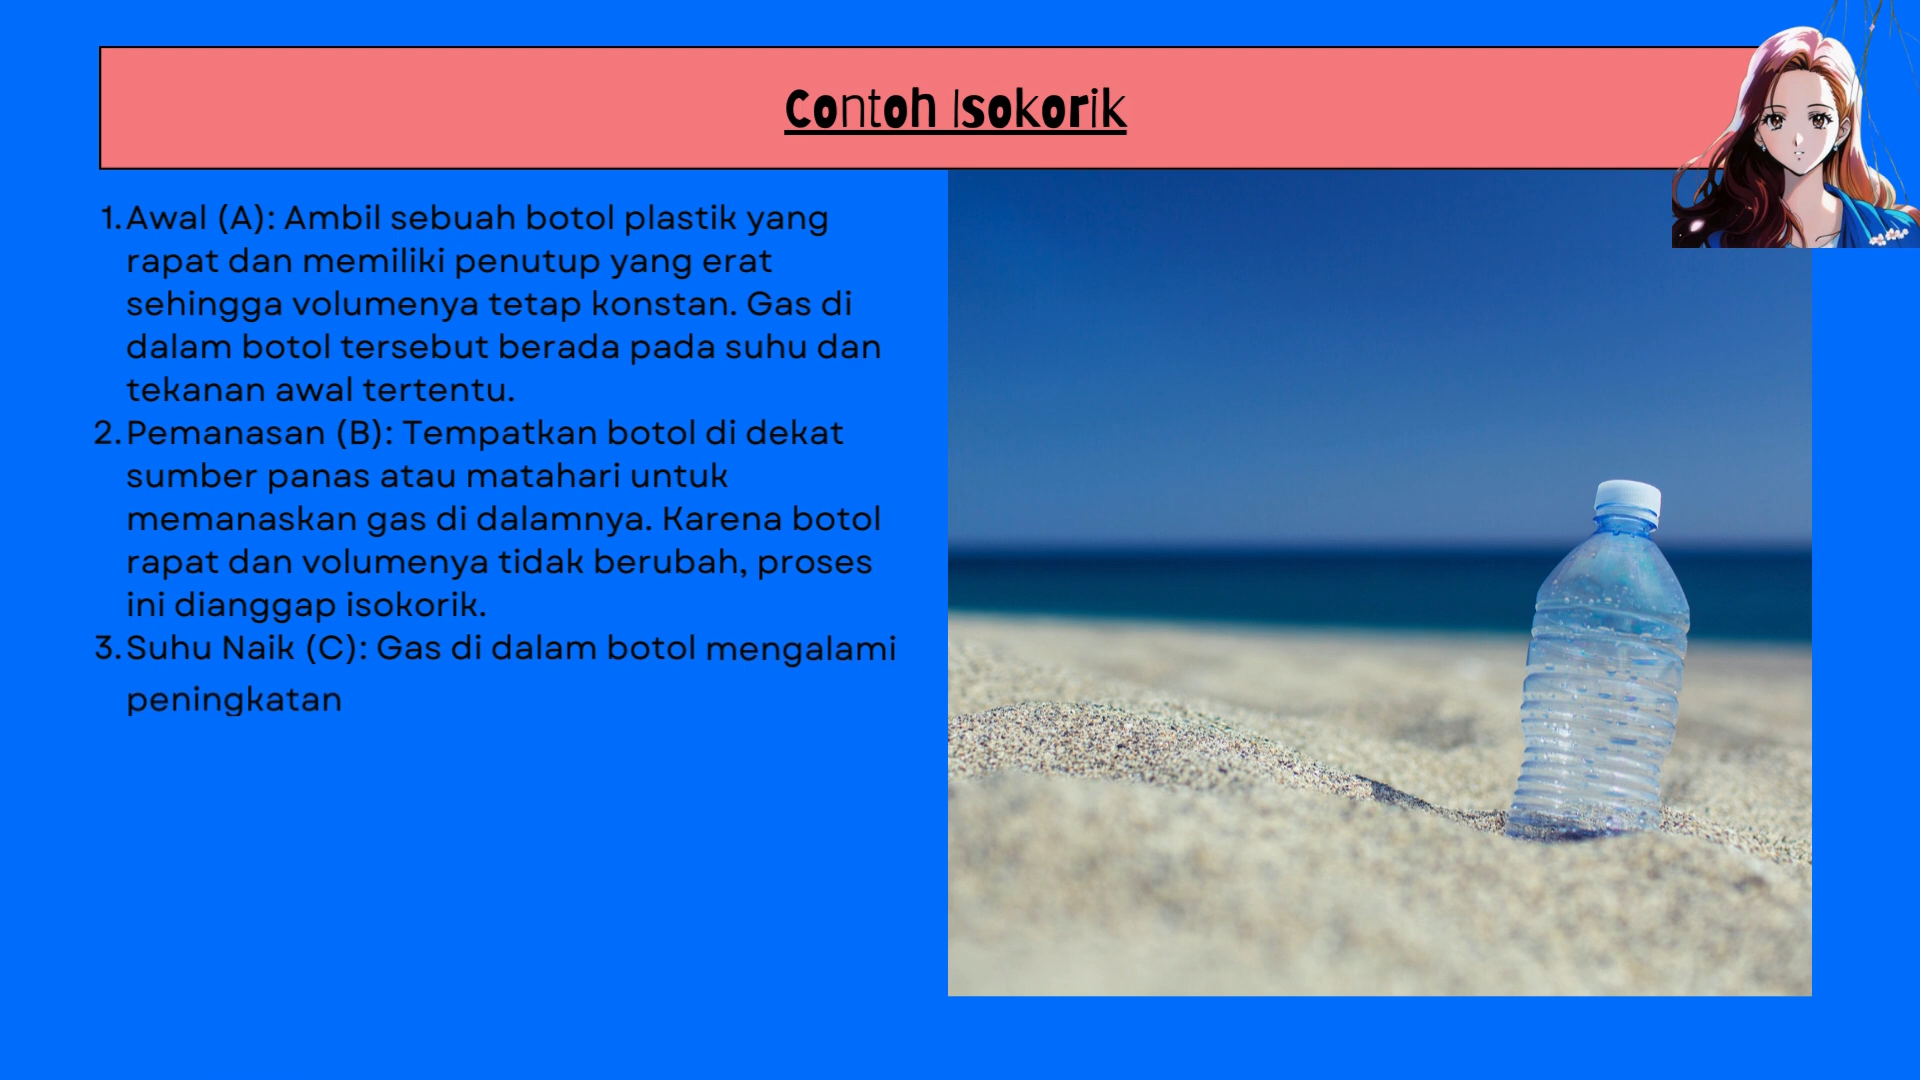 Contoh Isokorik
1. Awal (A): Ambil sebuah botol plastik yang
rapat dan memiliki penutup yang erat
sehingga volumenya tetap konstan. Gas di
dalam botol tersebut berada pada suhu dan
tekanan awal tertentu.
2. Pemanasan (B): Tempatkan botol di dekat
sumber panas atau matahari untuk
memanaskan gas di dalamnya. Karena botol
rapat dan volumenya tidak berubah, proses
ini dianggap isokorik.
3. Suhu Naik (C): Gas di dalam botol mengalami
peningkatan